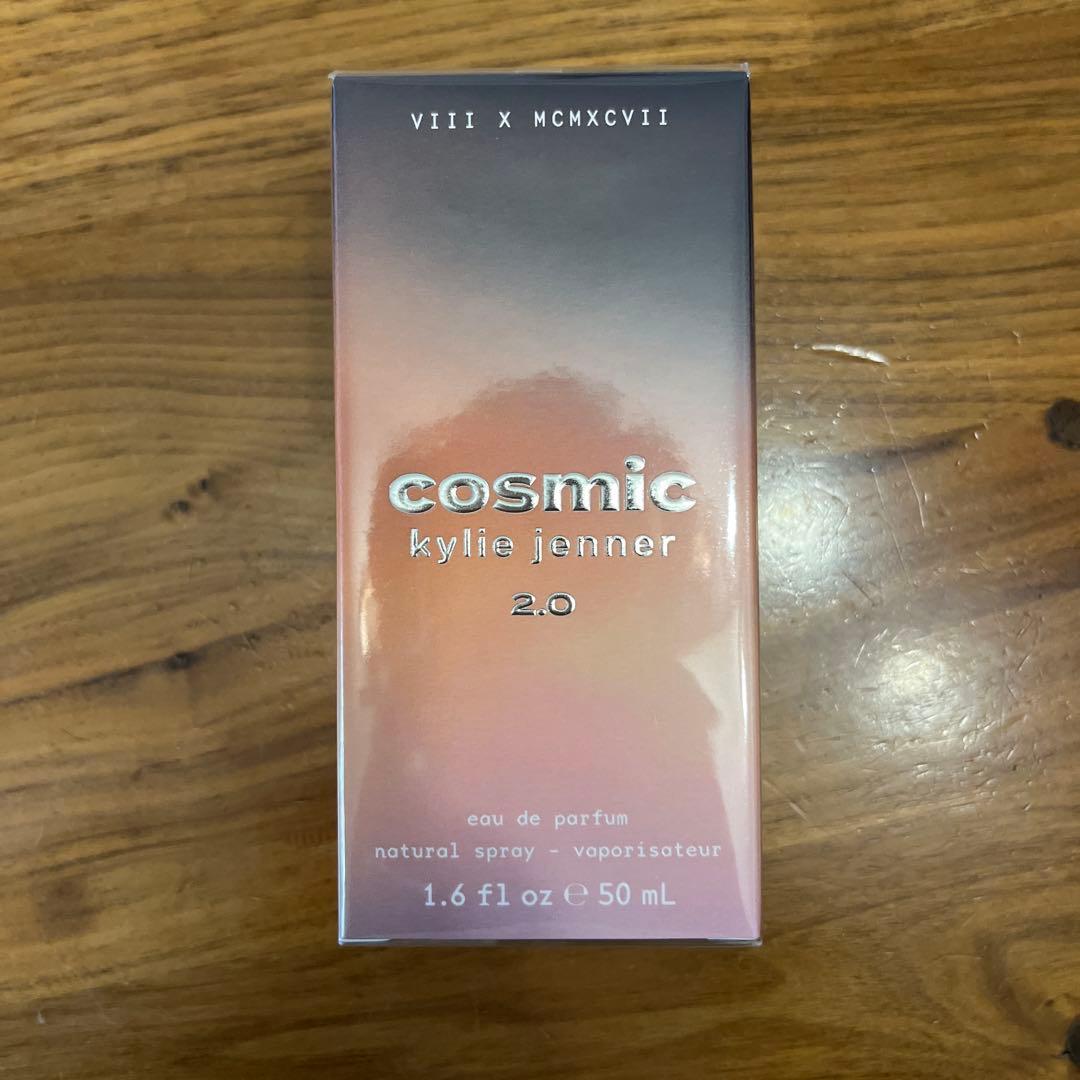 VIII X MCMXCVII
cosmic
kylie jenner
2.0
eau de parfum
natural spray - vaporisateur
1.6 fl oz ℮ 50 mL